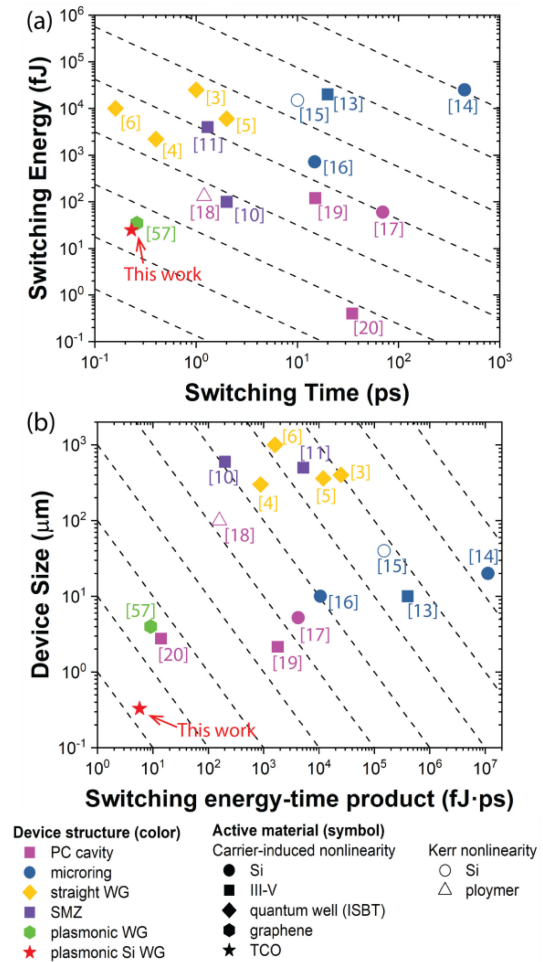 (a)
Switching Energy (fJ)
10^6
10^5
10^4
10^3
10^2
10^1
10^0
10^-1
[3]
[6]
[5]
[4]
[11]
[15]
[13]
[14]
[16]
[18]
[10]
[19]
[17]
[57]
This work
[20]
10^-1 10^0 10^1 10^2 10^3
Switching Time (ps)
(b)
Device Size (μm)
10^3
10^2
10^1
10^0
10^-1
[6]
[11]
[3]
[10]
[4]
[5]
[18]
[15]
[14]
[57]
[16]
[13]
[20]
[17]
[19]
This work
10^0 10^1 10^2 10^3 10^4 10^5 10^6 10^7
Switching energy-time product (fJ·ps)
Device structure (color)
PC cavity
microring
straight WG
SMZ
plasmonic WG
plasmonic Si WG
Active material (symbol)
Carrier-induced nonlinearity
Si
III-V
quantum well (ISBT)
graphene
TCO
Kerr nonlinearity
Si
ploymer